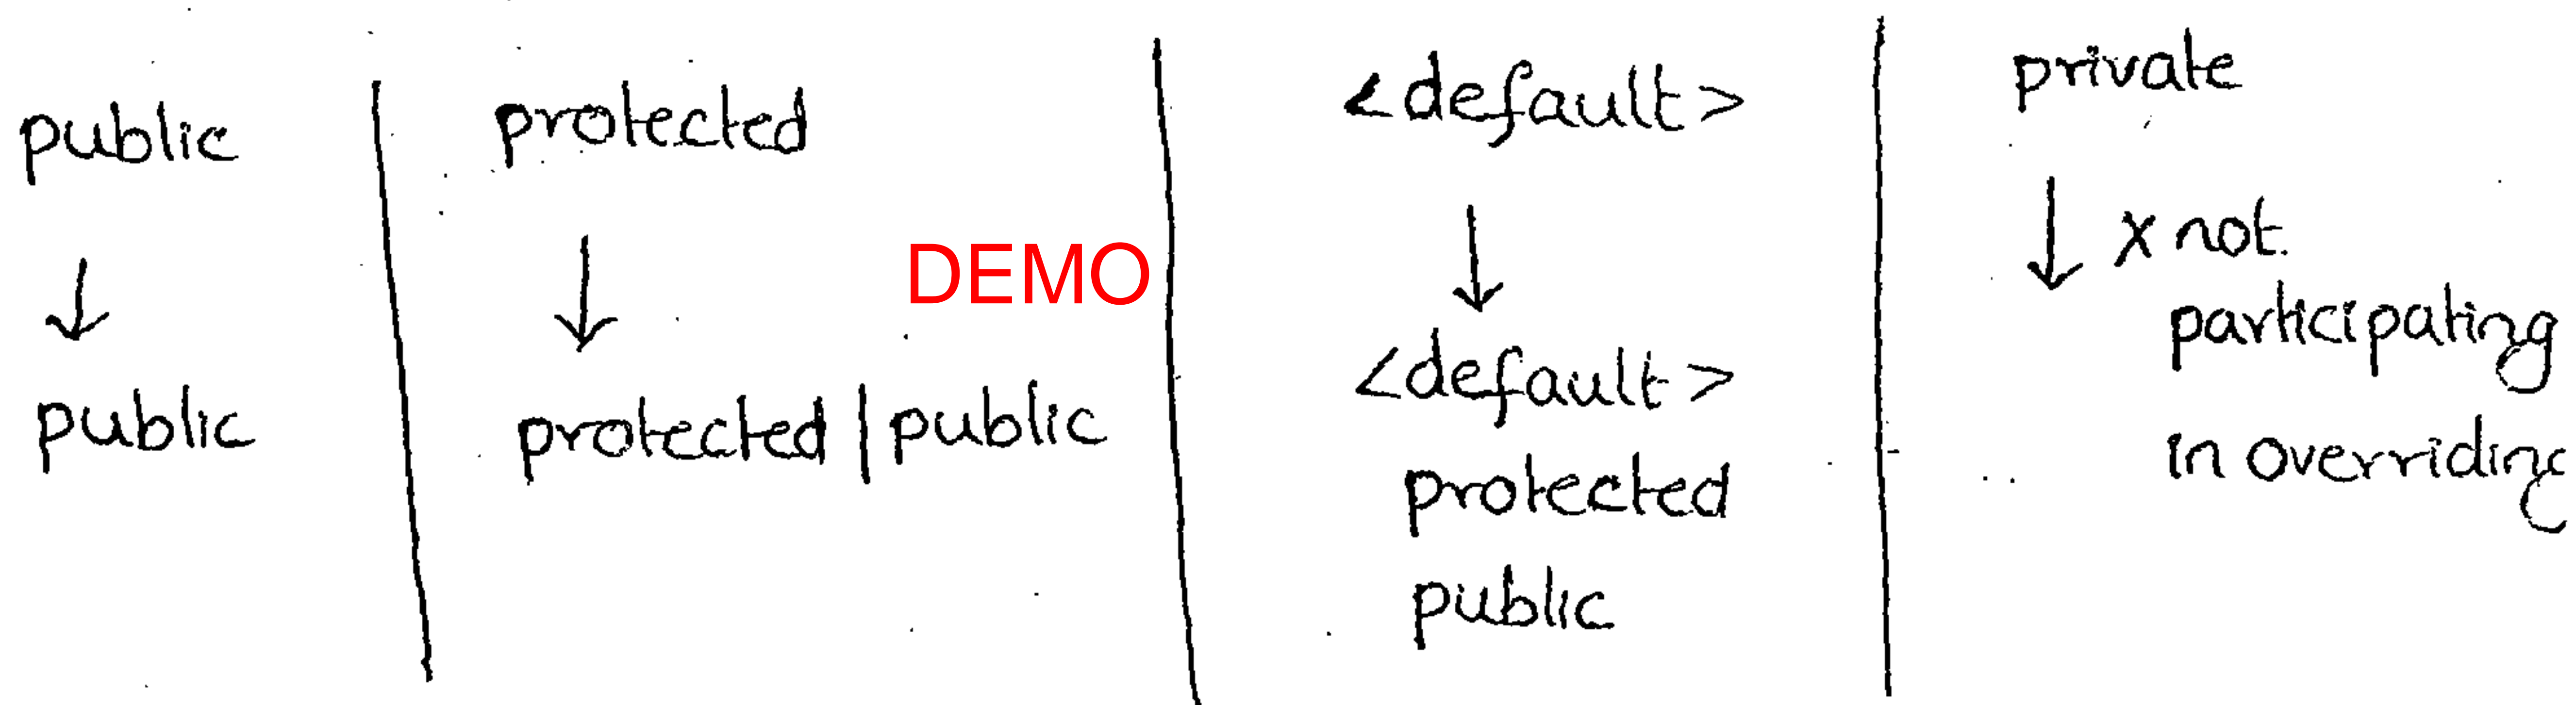 public
↓
public
protected
↓
protected | public
DEMO
<default>
↓
<default>
protected
public
private
↓ x not.
participating
in overriding